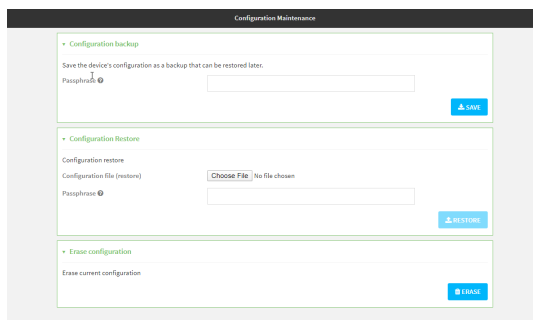 Configuration Maintenance
Configuration backup
Save the device's configuration as a backup that can be restored later.
Passphrase
SAVE
Configuration Restore
Configuration restore
Configuration file (restore)
Choose File No file chosen
Passphrase
RESTORE
Erase configuration
Erase current configuration
ERASE